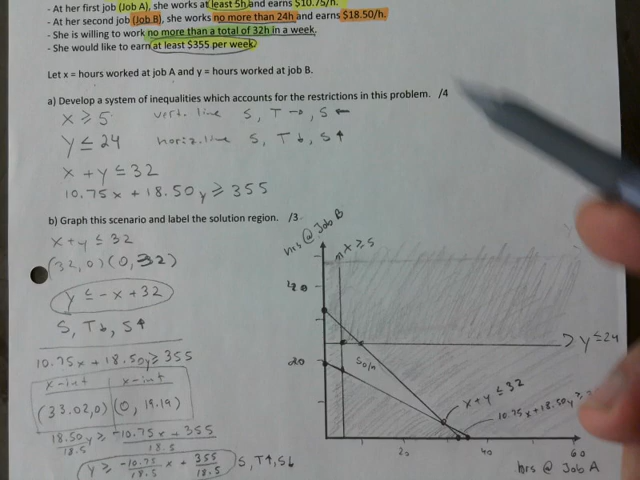 - At her first job (Job A), she works at least 5h and earns $10.75/h.
- At her second job (Job B), she works no more than 24h and earns $18.50/h.
- She is willing to work no more than a total of 32h in a week.
- She would like to earn at least $355 per week.
Let x = hours worked at job A and y = hours worked at job B.
a) Develop a system of inequalities which accounts for the restrictions in this problem. /4
x ≥ 5 vert. line S, T→, S←
y ≤ 24 horiz. line S, T↓, S↑
x + y ≤ 32
10.75x + 18.50y ≥ 355
b) Graph this scenario and label the solution region. /3
x + y ≤ 32
(32,0) (0,32)
y ≤ -x + 32
S, T↓, S↑
10.75x + 18.50y ≥ 355
x-int x-int
(33.02,0) (0, 19.19)
18.50y ≥ -10.75x + 355
18.5 18.5
y ≥ -10.75/18.5 x + 355/18.5 S, T↑, S↓
hrs @ Job B
x ≥ 5
40
y ≤ 24
20
Sol'n
x + y ≤ 32
10.75x + 18.50y ≥
20 40 60
hrs @ Job A